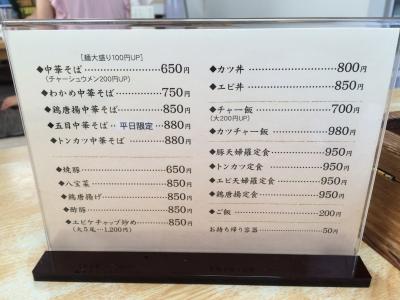 [麺大盛り100円UP]
◆中華そば……………650円
(チャーシュウメン200円UP)
◆わかめ中華そば………750円
◆鶏唐揚中華そば………850円
◆五目中華そば…平日限定…880円
◆トンカツ中華そば………880円
◆焼豚……………………650円
◆八宝菜…………………850円
◆鶏唐揚げ………………850円
◆酢豚……………………850円
◆エビケチャップ炒め……850円
(大5尾…1,200円)
◆カツ丼…………………800円
◆エビ丼…………………850円
◆チャー飯………………700円
(大200円UP)
◆カツチャー飯…………980円
◆豚天婦羅定食…………950円
◆トンカツ定食…………950円
◆エビ天婦羅定食………950円
◆鶏唐揚定食……………950円
◆ご飯……………………200円
お持ち帰り容器…………50円